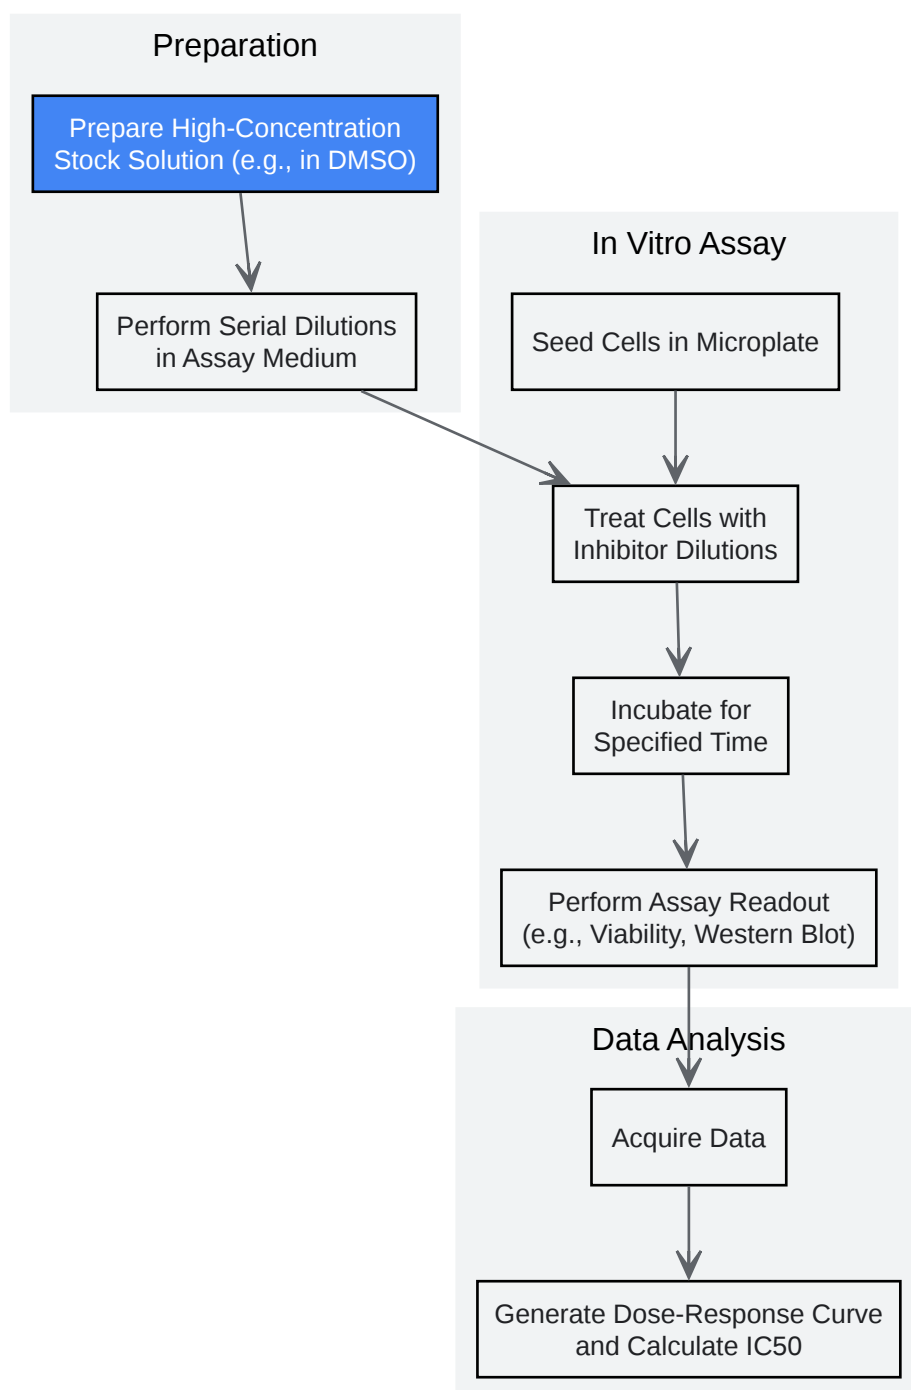 Preparation
Prepare High-Concentration
Stock Solution (e.g., in DMSO)
Perform Serial Dilutions
in Assay Medium
In Vitro Assay
Seed Cells in Microplate
Treat Cells with
Inhibitor Dilutions
Incubate for
Specified Time
Perform Assay Readout
(e.g., Viability, Western Blot)
Data Analysis
Acquire Data
Generate Dose-Response Curve
and Calculate IC50